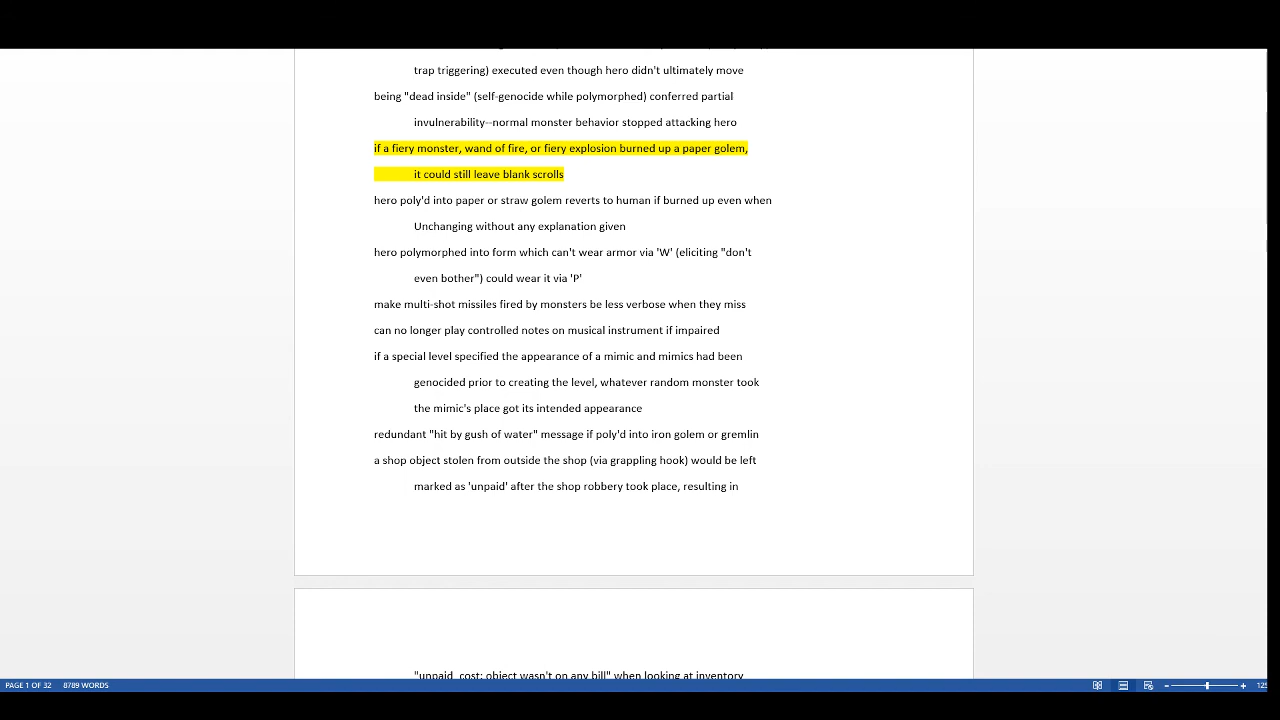 trap triggering) executed even though hero didn't ultimately move
being "dead inside" (self-genocide while polymorphed) conferred partial
invulnerability--normal monster behavior stopped attacking hero
if a fiery monster, wand of fire, or fiery explosion burned up a paper golem,
it could still leave blank scrolls
hero poly'd into paper or straw golem reverts to human if burned up even when
Unchanging without any explanation given
hero polymorphed into form which can't wear armor via 'W' (eliciting "don't
even bother") could wear it via 'P'
make multi-shot missiles fired by monsters be less verbose when they miss
can no longer play controlled notes on musical instrument if impaired
if a special level specified the appearance of a mimic and mimics had been
genocided prior to creating the level, whatever random monster took
the mimic's place got its intended appearance
redundant "hit by gush of water" message if poly'd into iron golem or gremlin
a shop object stolen from outside the shop (via grappling hook) would be left
marked as 'unpaid' after the shop robbery took place, resulting in
"unpaid_cost: object wasn't on any bill" when looking at inventory
PAGE 1 OF 32 8789 WORDS